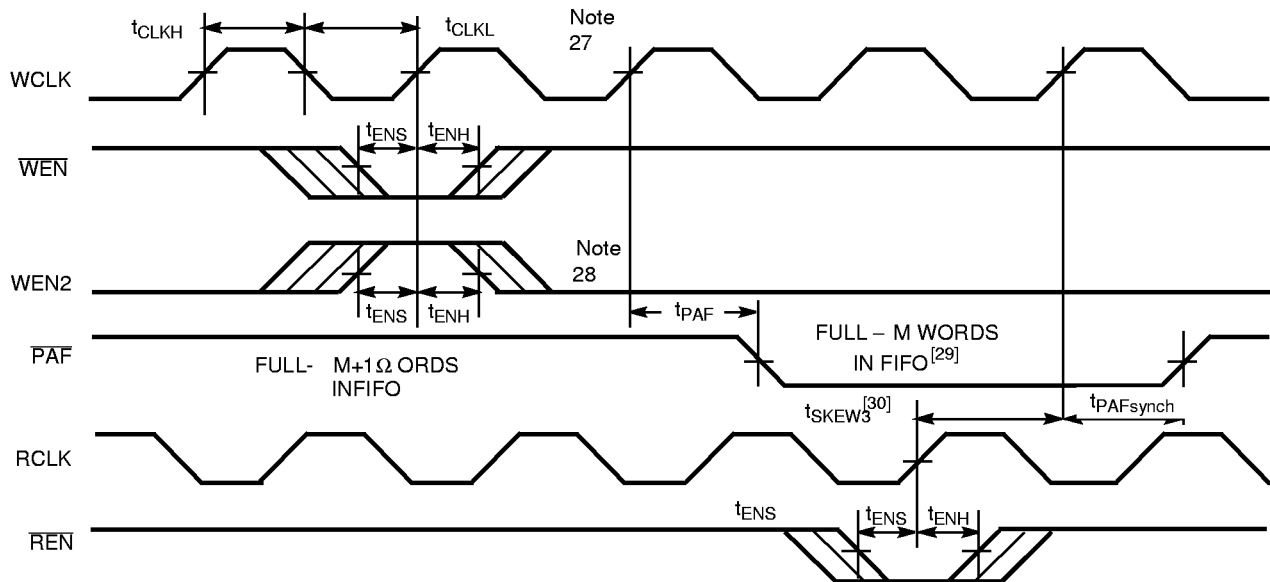 tCLKH tCLKL Note
27
WCLK
tENS tENH
WEN
Note
28
WEN2
tENS tENH
tPAF
PAF
FULL- M+1Ω ORDS
INFIFO
FULL – M WORDS
IN FIFO[29]
tSKEW3[30] tPAFsynch
RCLK
tENS tENS tENH
REN